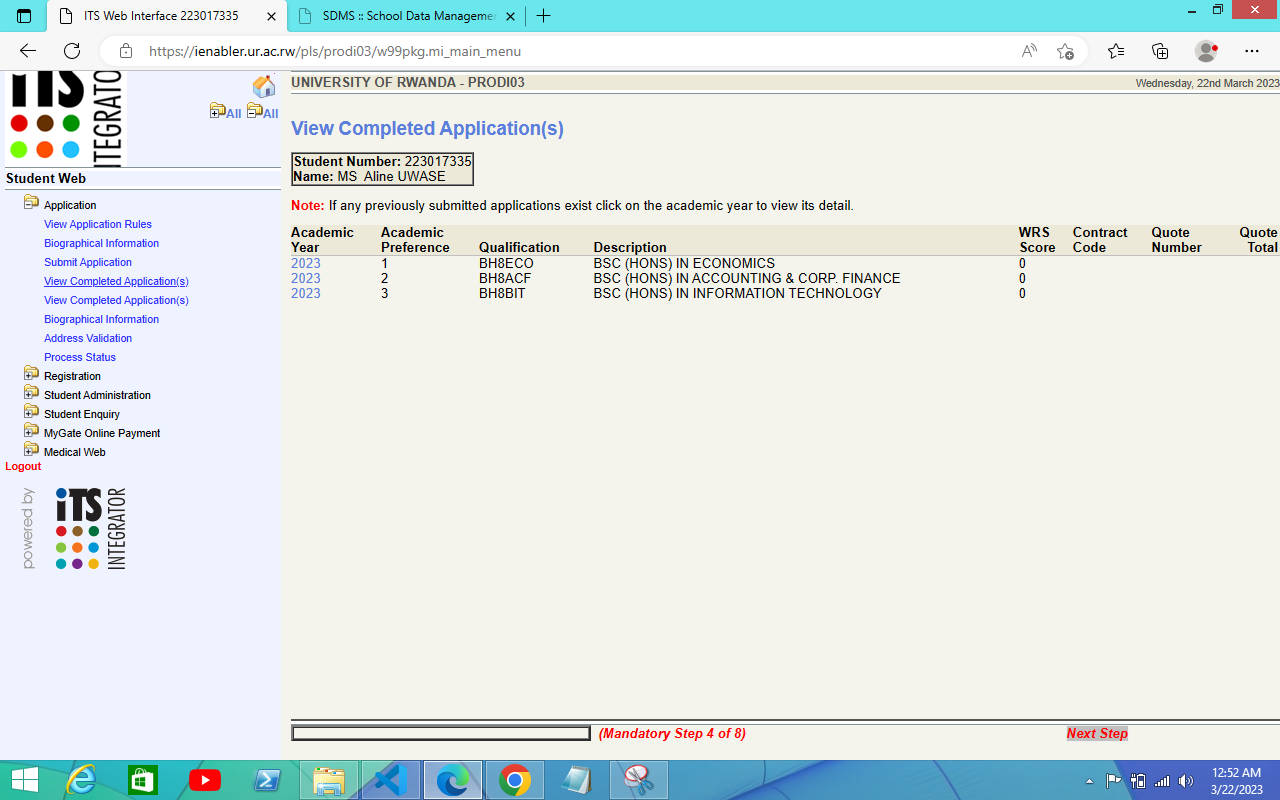 ITS Web Interface 223017335
SDMS :: School Data Managemen
https://ienabler.ur.ac.rw/pls/prodi03/w99pkg.mi_main_menu
iTS INTEGRATOR
All All
Student Web
Application
View Application Rules
Biographical Information
Submit Application
View Completed Application(s)
View Completed Application(s)
Biographical Information
Address Validation
Process Status
Registration
Student Administration
Student Enquiry
MyGate Online Payment
Medical Web
Logout
powered by iTS INTEGRATOR
UNIVERSITY OF RWANDA - PRODI03 Wednesday, 22nd March 2023
View Completed Application(s)
Student Number: 223017335
Name: MS Aline UWASE
Note: If any previously submitted applications exist click on the academic year to view its detail.
Academic Academic WRS Contract Quote Quote
Year Preference Qualification Description Score Code Number Total
2023 1 BH8ECO BSC (HONS) IN ECONOMICS 0
2023 2 BH8ACF BSC (HONS) IN ACCOUNTING & CORP. FINANCE 0
2023 3 BH8BIT BSC (HONS) IN INFORMATION TECHNOLOGY 0
(Mandatory Step 4 of 8) Next Step
12:52 AM
3/22/2023